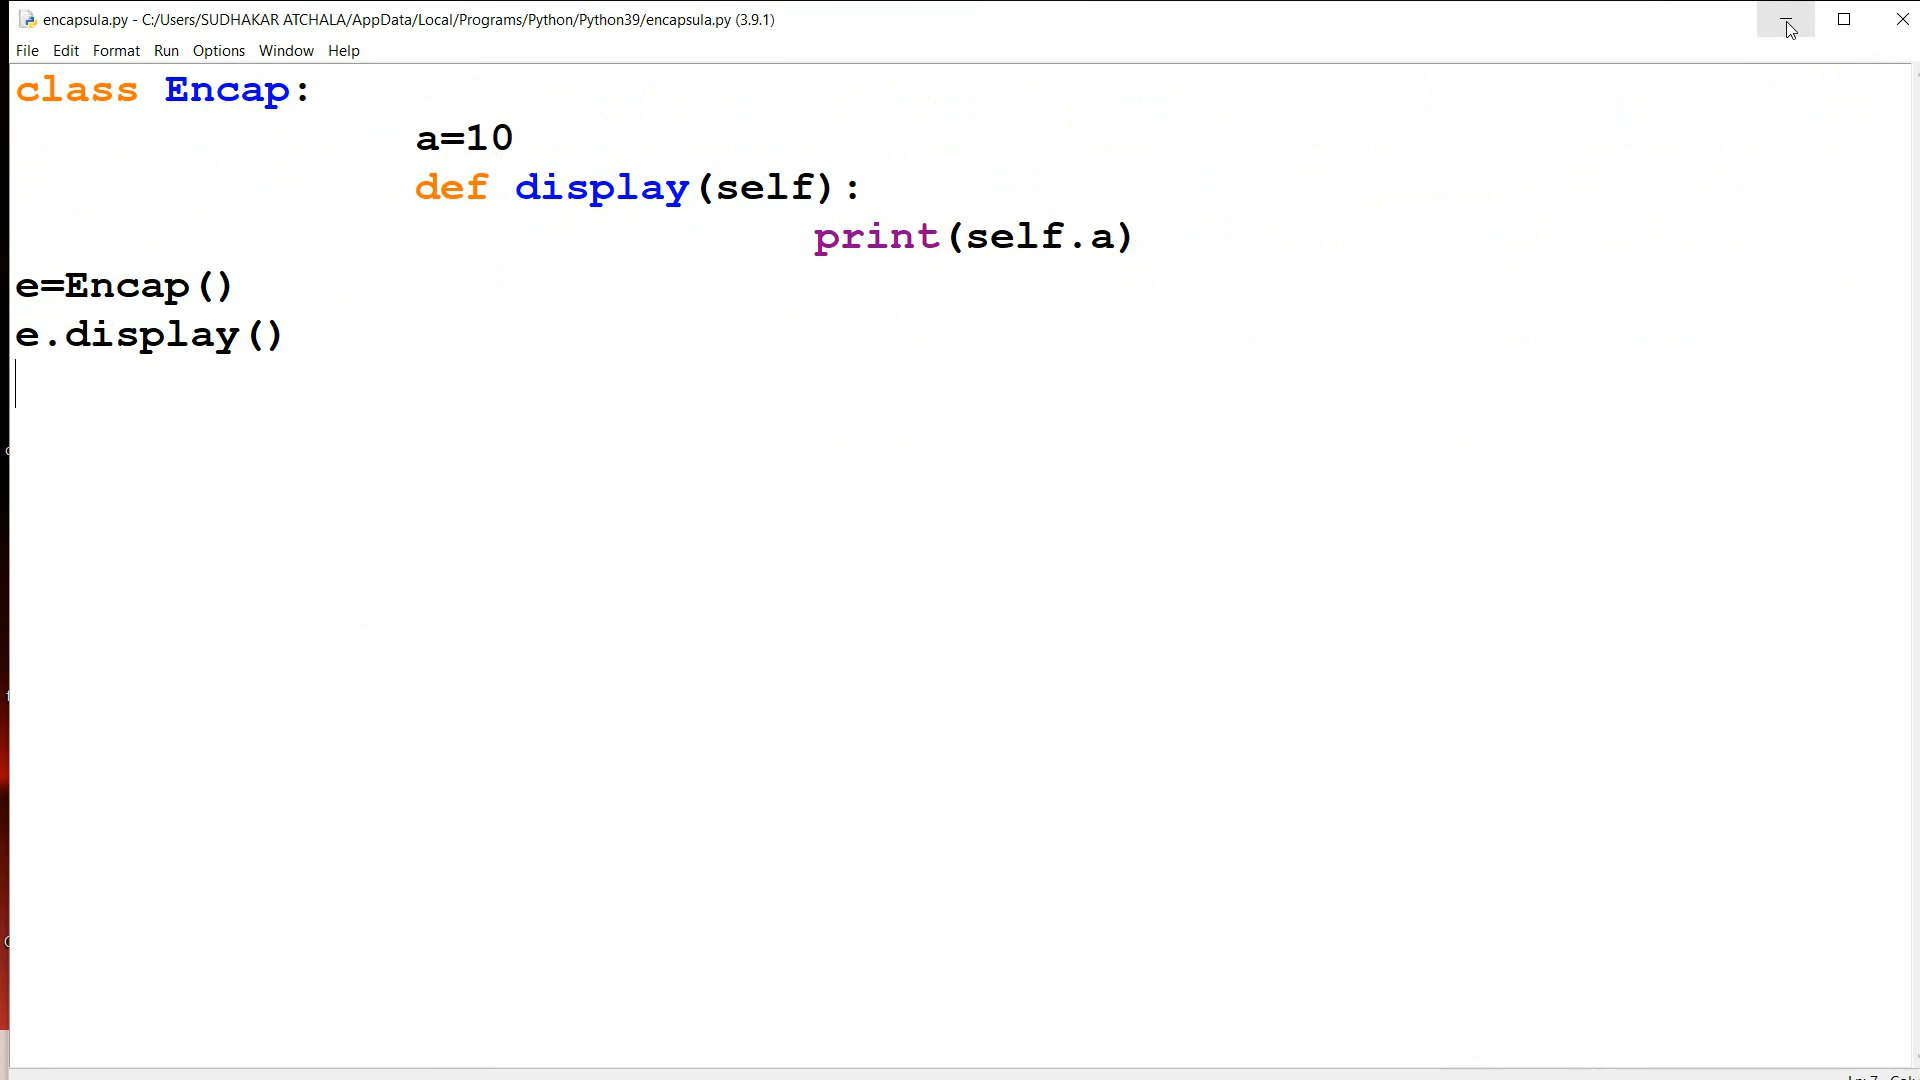 encapsula.py - C:/Users/SUDHAKAR ATCHALA/AppData/Local/Programs/Python/Python39/encapsula.py (3.9.1)
File Edit Format Run Options Window Help
class Encap:
a=10
def display(self):
print(self.a)
e=Encap()
e.display()